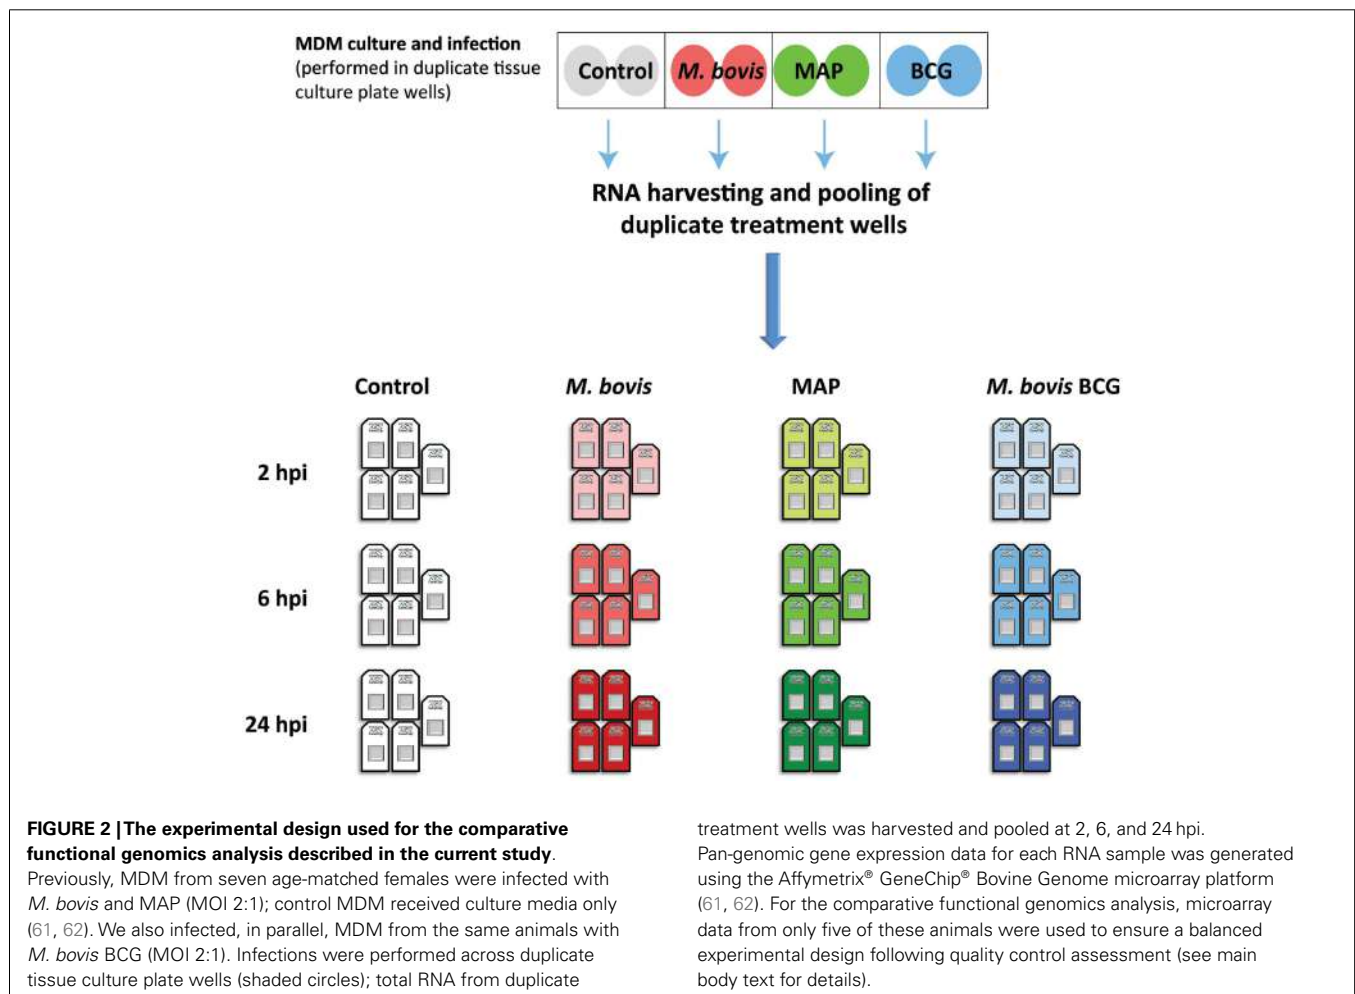 MDM culture and infection
(performed in duplicate tissue
culture plate wells)
Control M. bovis MAP BCG
RNA harvesting and pooling of
duplicate treatment wells
Control M. bovis MAP M. bovis BCG
2 hpi
6 hpi
24 hpi
FIGURE 2 | The experimental design used for the comparative
functional genomics analysis described in the current study.
Previously, MDM from seven age-matched females were infected with
M. bovis and MAP (MOI 2:1); control MDM received culture media only
(61, 62). We also infected, in parallel, MDM from the same animals with
M. bovis BCG (MOI 2:1). Infections were performed across duplicate
tissue culture plate wells (shaded circles); total RNA from duplicate
treatment wells was harvested and pooled at 2, 6, and 24 hpi.
Pan-genomic gene expression data for each RNA sample was generated
using the Affymetrix® GeneChip® Bovine Genome microarray platform
(61, 62). For the comparative functional genomics analysis, microarray
data from only five of these animals were used to ensure a balanced
experimental design following quality control assessment (see main
body text for details).